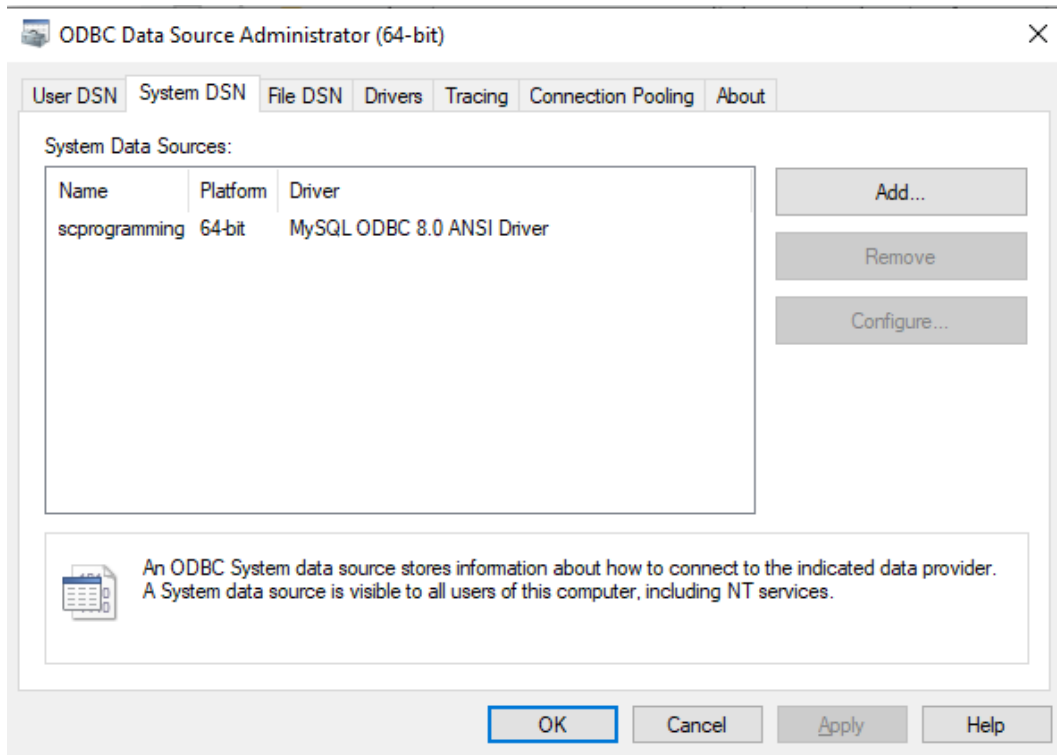 ODBC Data Source Administrator (64-bit)
User DSN System DSN File DSN Drivers Tracing Connection Pooling About
System Data Sources:
Name Platform Driver
scprogramming 64-bit MySQL ODBC 8.0 ANSI Driver
Add...
Remove
Configure...
An ODBC System data source stores information about how to connect to the indicated data provider.
A System data source is visible to all users of this computer, including NT services.
OK Cancel Apply Help